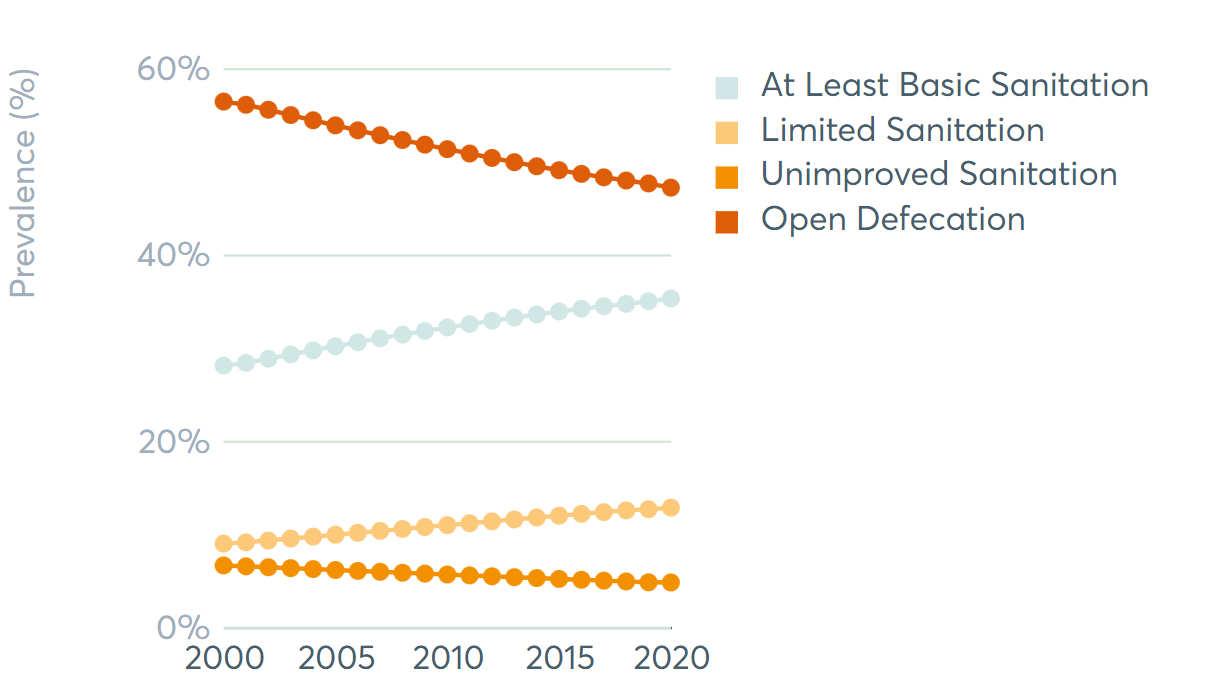 Prevalence (%)
60%
40%
20%
0%
2000 2005 2010 2015 2020
At Least Basic Sanitation
Limited Sanitation
Unimproved Sanitation
Open Defecation